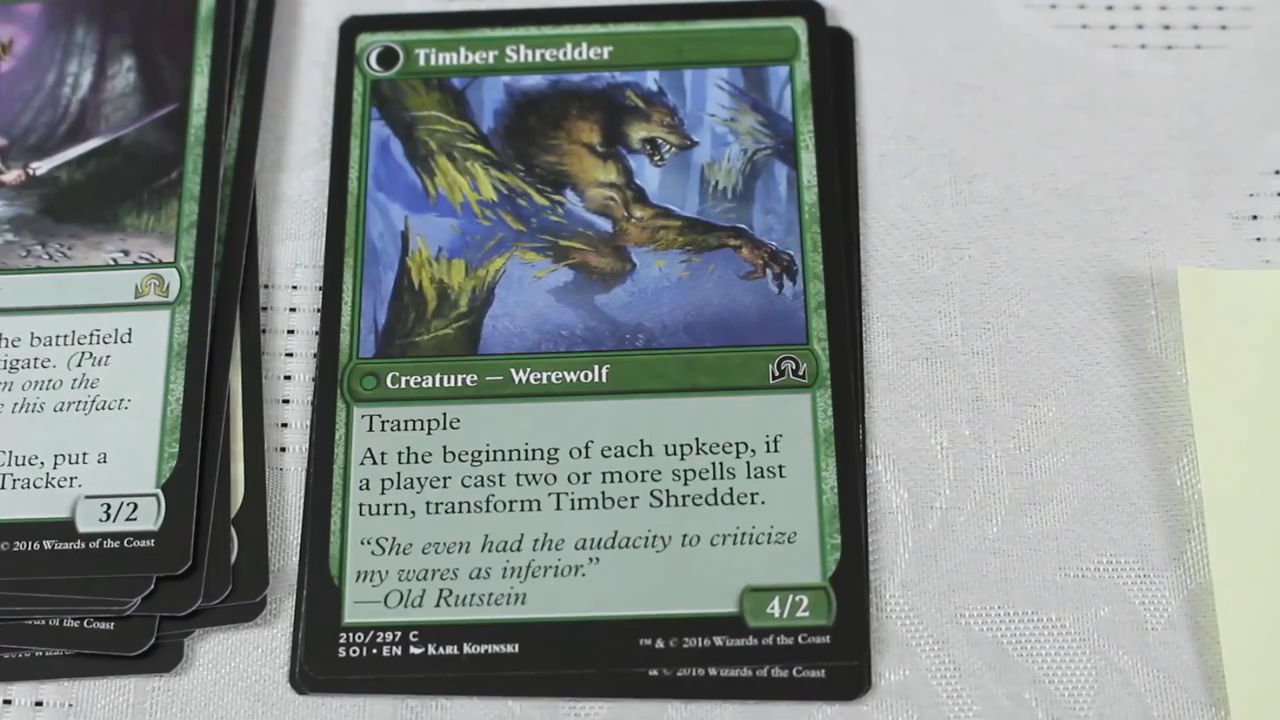 Timber Shredder
Creature — Werewolf
Trample
At the beginning of each upkeep, if
a player cast two or more spells last
turn, transform Timber Shredder.
“She even had the audacity to criticize
my wares as inferior.”
—Old Rutstein
4/2
210/297 C
SOI • EN KARL KOPINSKI
™ & © 2016 Wizards of the Coast
& © 2016 Wizards of the Coast
he battlefield
tigate. (Put
n onto the
e this artifact:
Clue, put a
Tracker.
3/2
© 2016 Wizards of the Coast
of the Coast